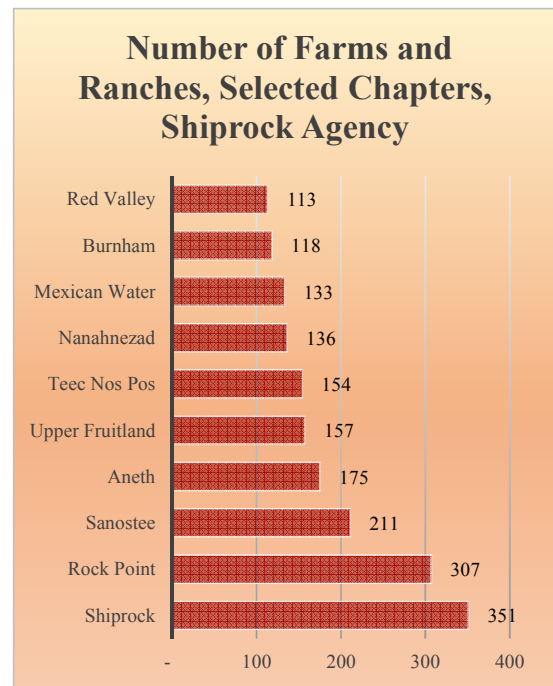 Number of Farms and
Ranches, Selected Chapters,
Shiprock Agency
Red Valley 113
Burnham 118
Mexican Water 133
Nanahnezad 136
Teec Nos Pos 154
Upper Fruitland 157
Aneth 175
Sanostee 211
Rock Point 307
Shiprock 351
- 100 200 300 400